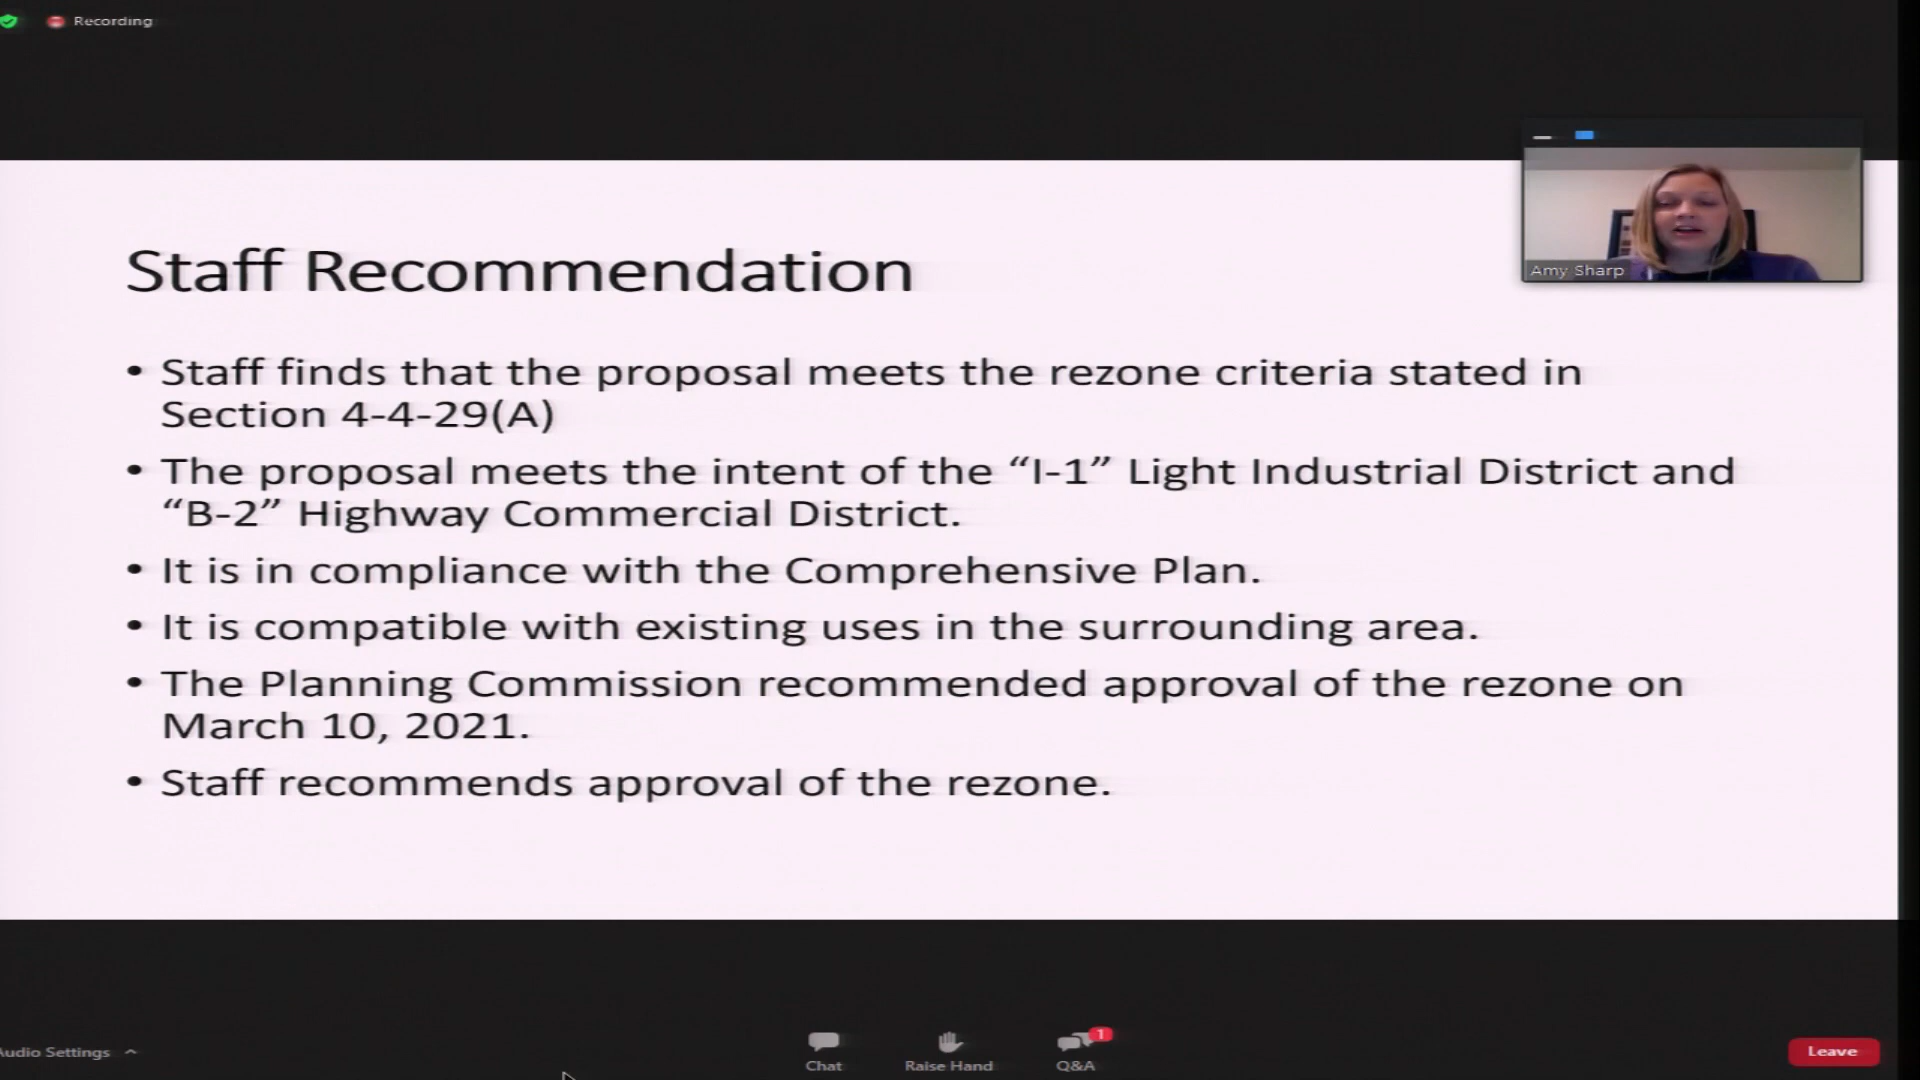 Recording
Amy Sharp
Staff Recommendation
• Staff finds that the proposal meets the rezone criteria stated in
Section 4-4-29(A)
• The proposal meets the intent of the “I-1” Light Industrial District and
“B-2” Highway Commercial District.
• It is in compliance with the Comprehensive Plan.
• It is compatible with existing uses in the surrounding area.
• The Planning Commission recommended approval of the rezone on
March 10, 2021.
• Staff recommends approval of the rezone.
Audio Settings
Chat
Raise Hand
Q&A
1
Leave